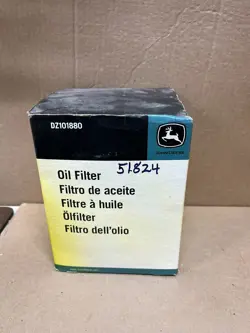 DZ101880
51824
Oil Filter
Filtro de aceite
Filtre à huile
Ölfilter
Filtro dell'olio